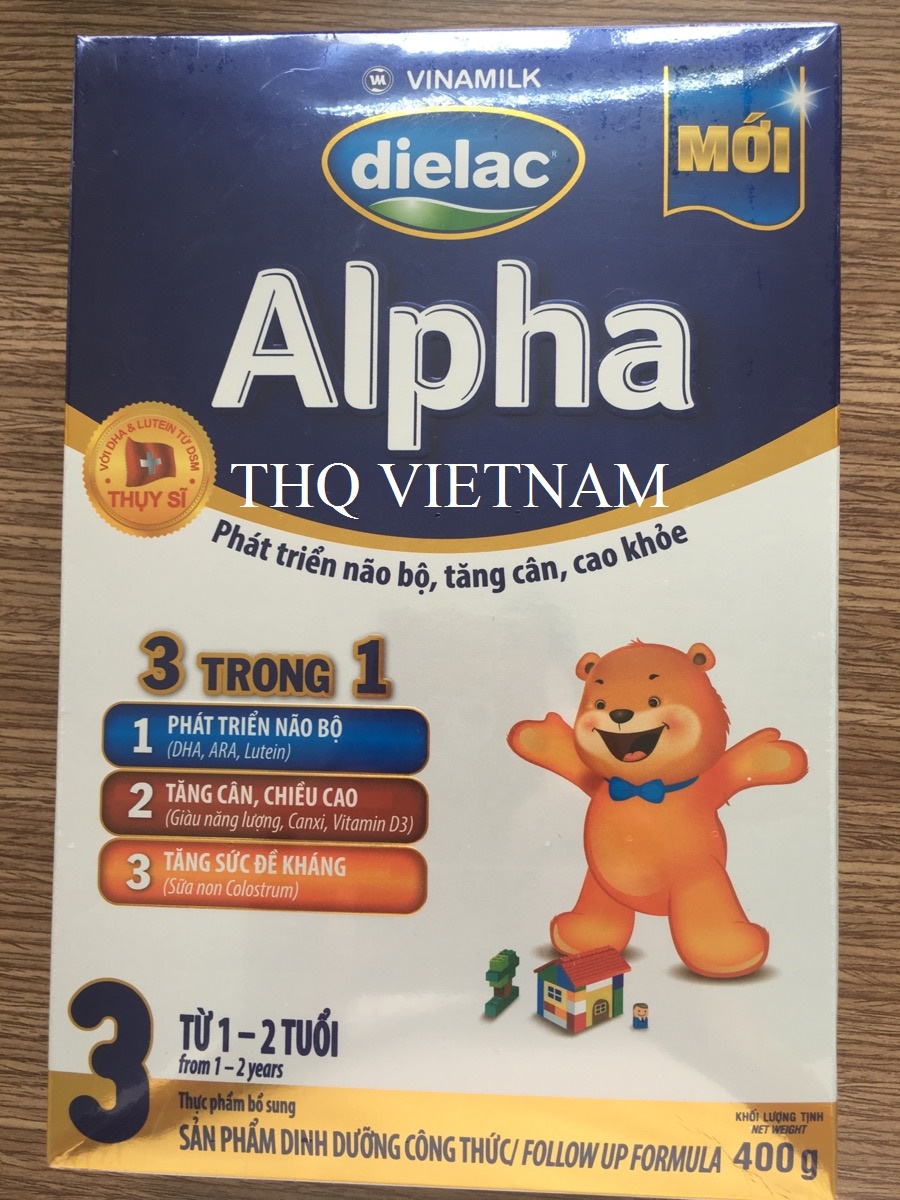 VM VINAMILK
dielac®
MỚI
Alpha
VỚI DHA & LUTEIN TỪ DSM
THỤY SĨ
THQ VIETNAM
Phát triển não bộ, tăng cân, cao khỏe
3 TRONG 1
1 PHÁT TRIỂN NÃO BỘ
(DHA, ARA, Lutein)
2 TĂNG CÂN, CHIỀU CAO
(Giàu năng lượng, Canxi, Vitamin D3)
3 TĂNG SỨC ĐỀ KHÁNG
(Sữa non Colostrum)
3
TỪ 1 – 2 TUỔI
from 1 – 2 years
Thực phẩm bổ sung
SẢN PHẨM DINH DƯỠNG CÔNG THỨC/ FOLLOW UP FORMULA
KHỐI LƯỢNG TỊNH
NET WEIGHT
400 g